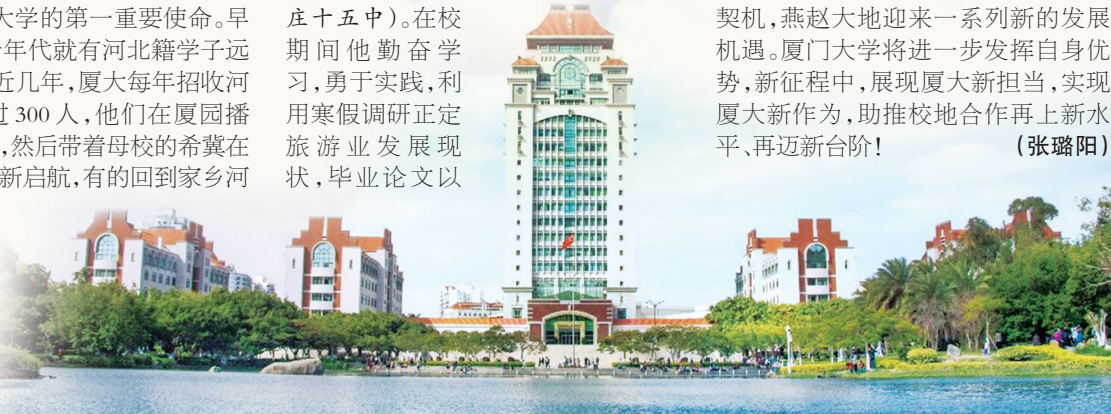 大学的第一重要使命。早
年代就有河北籍学子远
近几年,厦大每年招收河
过300人,他们在厦园播
,然后带着母校的希冀在
新启航,有的回到家乡河
庄十五中)。在校
期间他勤奋学
习,勇于实践,利
用寒假调研正定
旅游业发展现
状,毕业论文以
契机,燕赵大地迎来一系列新的发展
机遇。厦门大学将进一步发挥自身优
势,新征程中,展现厦大新担当,实现
厦大新作为,助推校地合作再上新水
平、再迈新台阶!
(张璐阳)